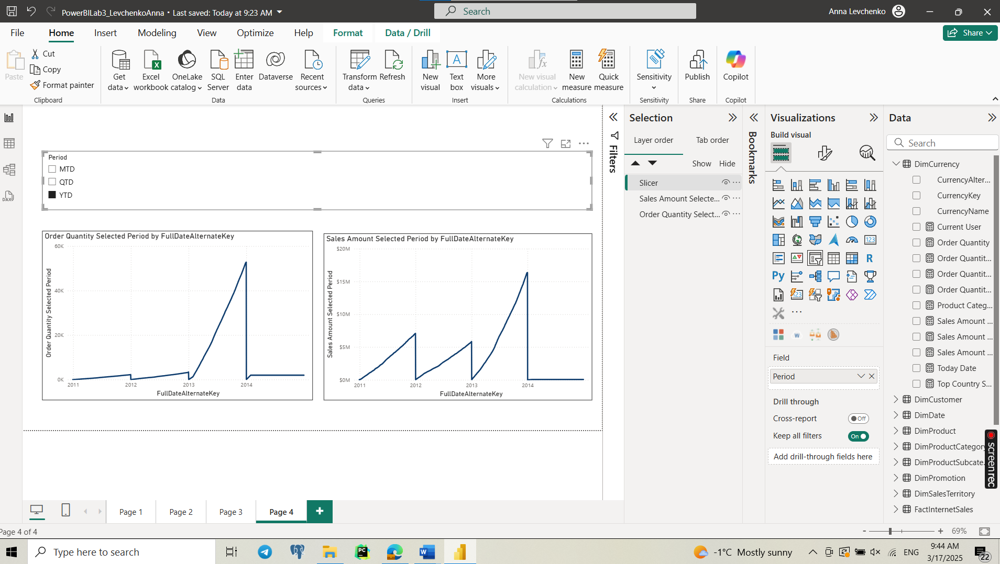 PowerBILab3_LevchenkoAnna • Last saved: Today at 9:23 AM
Search
Anna Levchenko
File
Home
Insert
Modeling
View
Optimize
Help
Format
Data / Drill
Share
Paste
Cut
Copy
Format painter
Clipboard
Get data
Excel workbook
OneLake catalog
SQL Server
Enter data
Dataverse
Recent sources
Data
Transform data
Refresh
Queries
New visual
Text box
More visuals
Insert
New visual calculation
New measure
Quick measure
Calculations
Sensitivity
Sensitivity
Publish
Share
Copilot
Copilot
Period
MTD
QTD
YTD
Order Quantity Selected Period by FullDateAlternateKey
Order Quantity Selected Period
60K
40K
20K
0K
2011
2012
2013
2014
FullDateAlternateKey
Sales Amount Selected Period by FullDateAlternateKey
Sales Amount Selected Period
$20M
$15M
$10M
$5M
$0M
2011
2012
2013
2014
FullDateAlternateKey
Filters
Selection
Layer order
Tab order
Show
Hide
Slicer
Sales Amount Selecte...
Order Quantity Select...
Bookmarks
Visualizations
Build visual
Field
Period
Drill through
Cross-report
Off
Keep all filters
On
Add drill-through fields here
Data
Search
DimCurrency
CurrencyAlter...
CurrencyKey
CurrencyName
Current User
Order Quantity
Order Quantit...
Order Quantit...
Order Quantit...
Product Categ...
Sales Amount ...
Sales Amount ...
Sales Amount ...
Today Date
Top Country S...
DimCustomer
DimDate
DimProduct
DimProductCategory
DimProductSubcate...
DimPromotion
DimSalesTerritory
FactInternetSales
screenrec
Page 1
Page 2
Page 3
Page 4
Page 4 of 4
69%
Type here to search
-1°C Mostly sunny
ENG
9:44 AM
3/17/2025
22